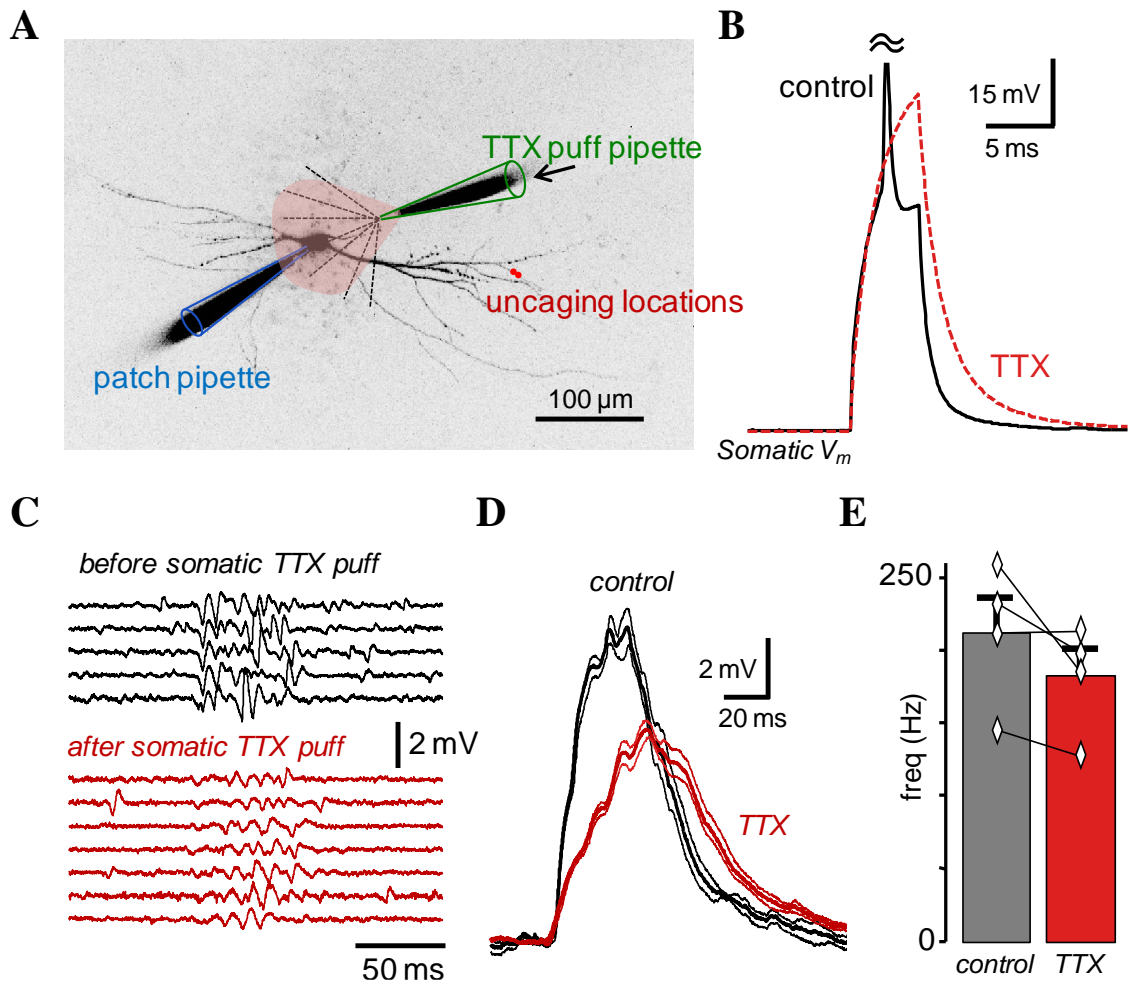 A
TTX puff pipette
uncaging locations
patch pipette
100 µm
B
control
15 mV
5 ms
TTX
Somatic Vm
C
before somatic TTX puff
after somatic TTX puff
2 mV
50 ms
D
control
2 mV
20 ms
TTX
E
250
freq (Hz)
0
control TTX